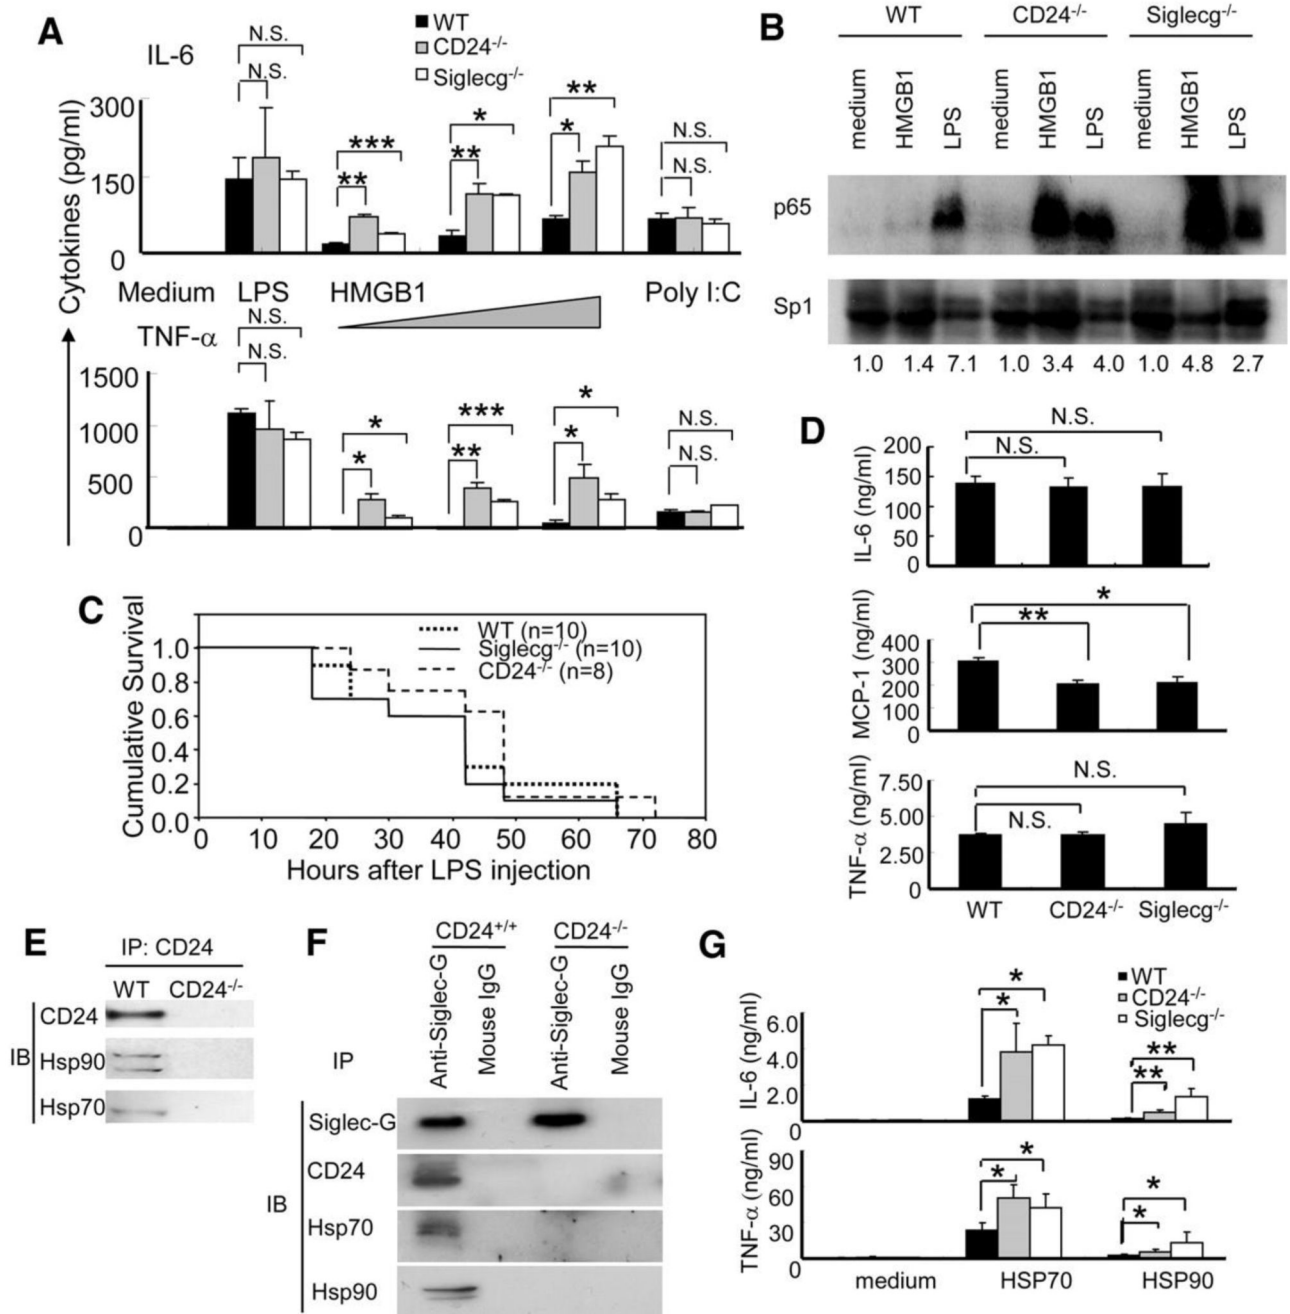 A
IL-6
WT
CD24-/-
Siglecg-/-
N.S.
N.S.
***
**
*
**
**
*
N.S.
N.S.
Cytokines (pg/ml)
300
150
0
Medium LPS HMGB1 Poly I:C
TNF-α
N.S.
N.S.
*
*
***
**
*
*
N.S.
N.S.
1500
1000
500
0
B
WT CD24-/- Siglecg-/-
medium HMGB1 LPS medium HMGB1 LPS medium HMGB1 LPS
p65
Sp1
1.0 1.4 7.1 1.0 3.4 4.0 1.0 4.8 2.7
C
Cumulative Survival
1.0
0.8
0.6
0.4
0.2
0.0
WT (n=10)
Siglecg-/- (n=10)
CD24-/- (n=8)
0 10 20 30 40 50 60 70 80
Hours after LPS injection
D
IL-6 (ng/ml)
200
150
100
50
0
N.S.
N.S.
MCP-1 (ng/ml)
400
300
200
100
0
*
**
TNF-α (ng/ml)
7.50
5.00
2.50
0
N.S.
N.S.
WT CD24-/- Siglecg-/-
E
IP: CD24
WT CD24-/-
IB
CD24
Hsp90
Hsp70
F
CD24+/+ CD24-/-
IP
Anti-Siglec-G Mouse IgG Anti-Siglec-G Mouse IgG
IB
Siglec-G
CD24
Hsp70
Hsp90
G
WT
CD24-/-
Siglecg-/-
IL-6 (ng/ml)
6.0
4.0
2.0
0
*
*
**
**
TNF-α (ng/ml)
90
60
30
0
*
*
*
*
medium HSP70 HSP90